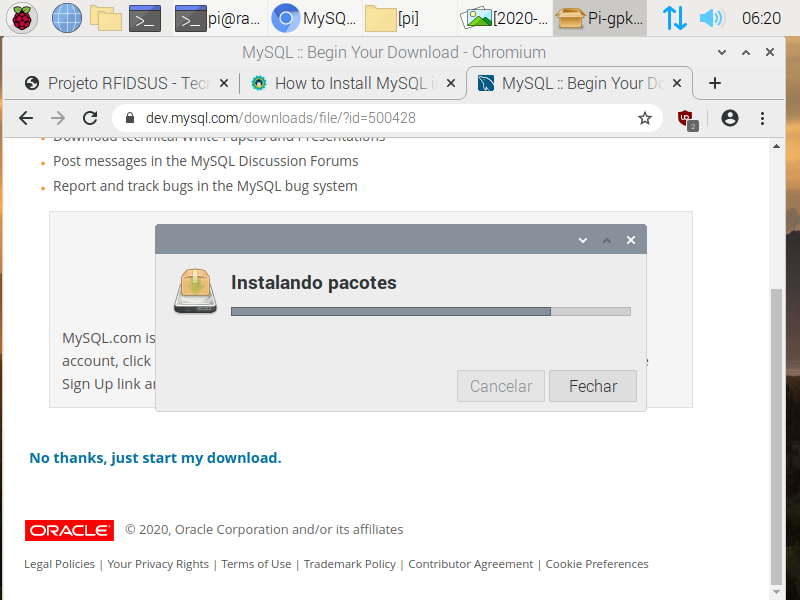 pi@ra...
MySQ...
[pi]
[2020-...
Pi-gpk...
06:20
MySQL :: Begin Your Download - Chromium
Projeto RFIDSUS - Tec
How to Install MySQL i
MySQL :: Begin Your D
dev.mysql.com/downloads/file/?id=500428
2
Download technical White Papers and Presentations
Post messages in the MySQL Discussion Forums
Report and track bugs in the MySQL bug system
Instalando pacotes
MySQL.com is
account, click
Sign Up link
Cancelar
Fechar
No thanks, just start my download.
ORACLE © 2020, Oracle Corporation and/or its affiliates
Legal Policies | Your Privacy Rights | Terms of Use | Trademark Policy | Contributor Agreement | Cookie Preferences